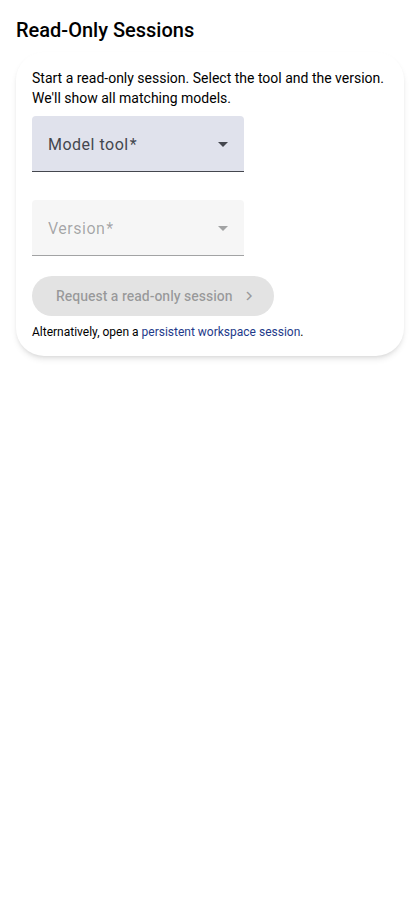 Read-Only Sessions
Start a read-only session. Select the tool and the version.
We'll show all matching models.
Model tool*
Version*
Request a read-only session
Alternatively, open a persistent workspace session.